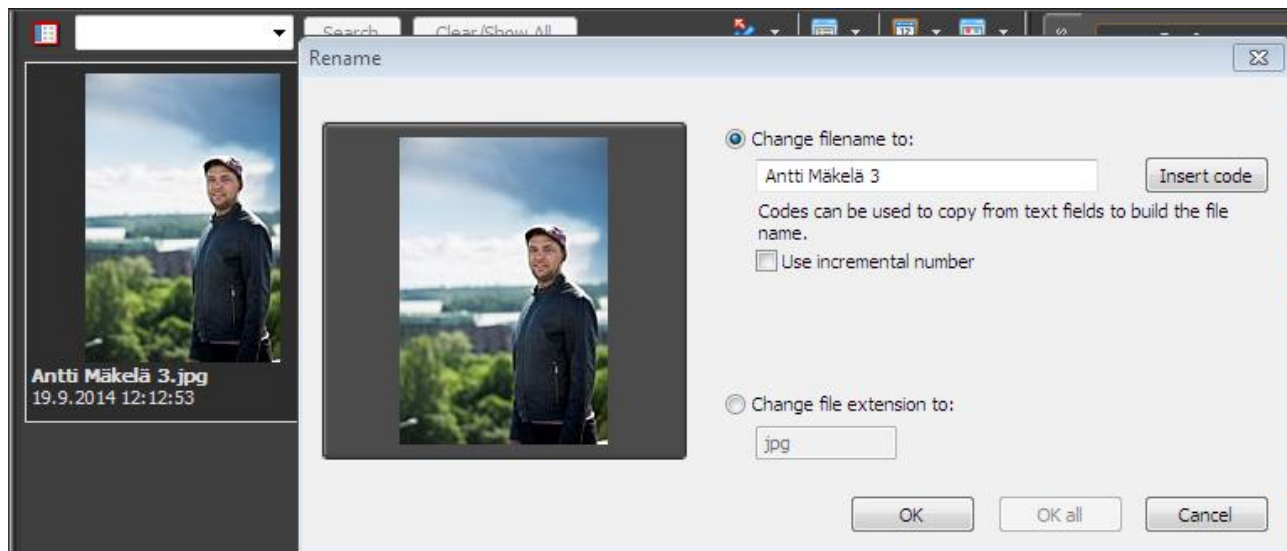 Search Clear/Show All
12
Rename
Change filename to:
Antti Mäkelä 3
Insert code
Codes can be used to copy from text fields to build the file
name.
Use incremental number
Antti Mäkelä 3.jpg
19.9.2014 12:12:53
Change file extension to:
jpg
OK
OK all
Cancel